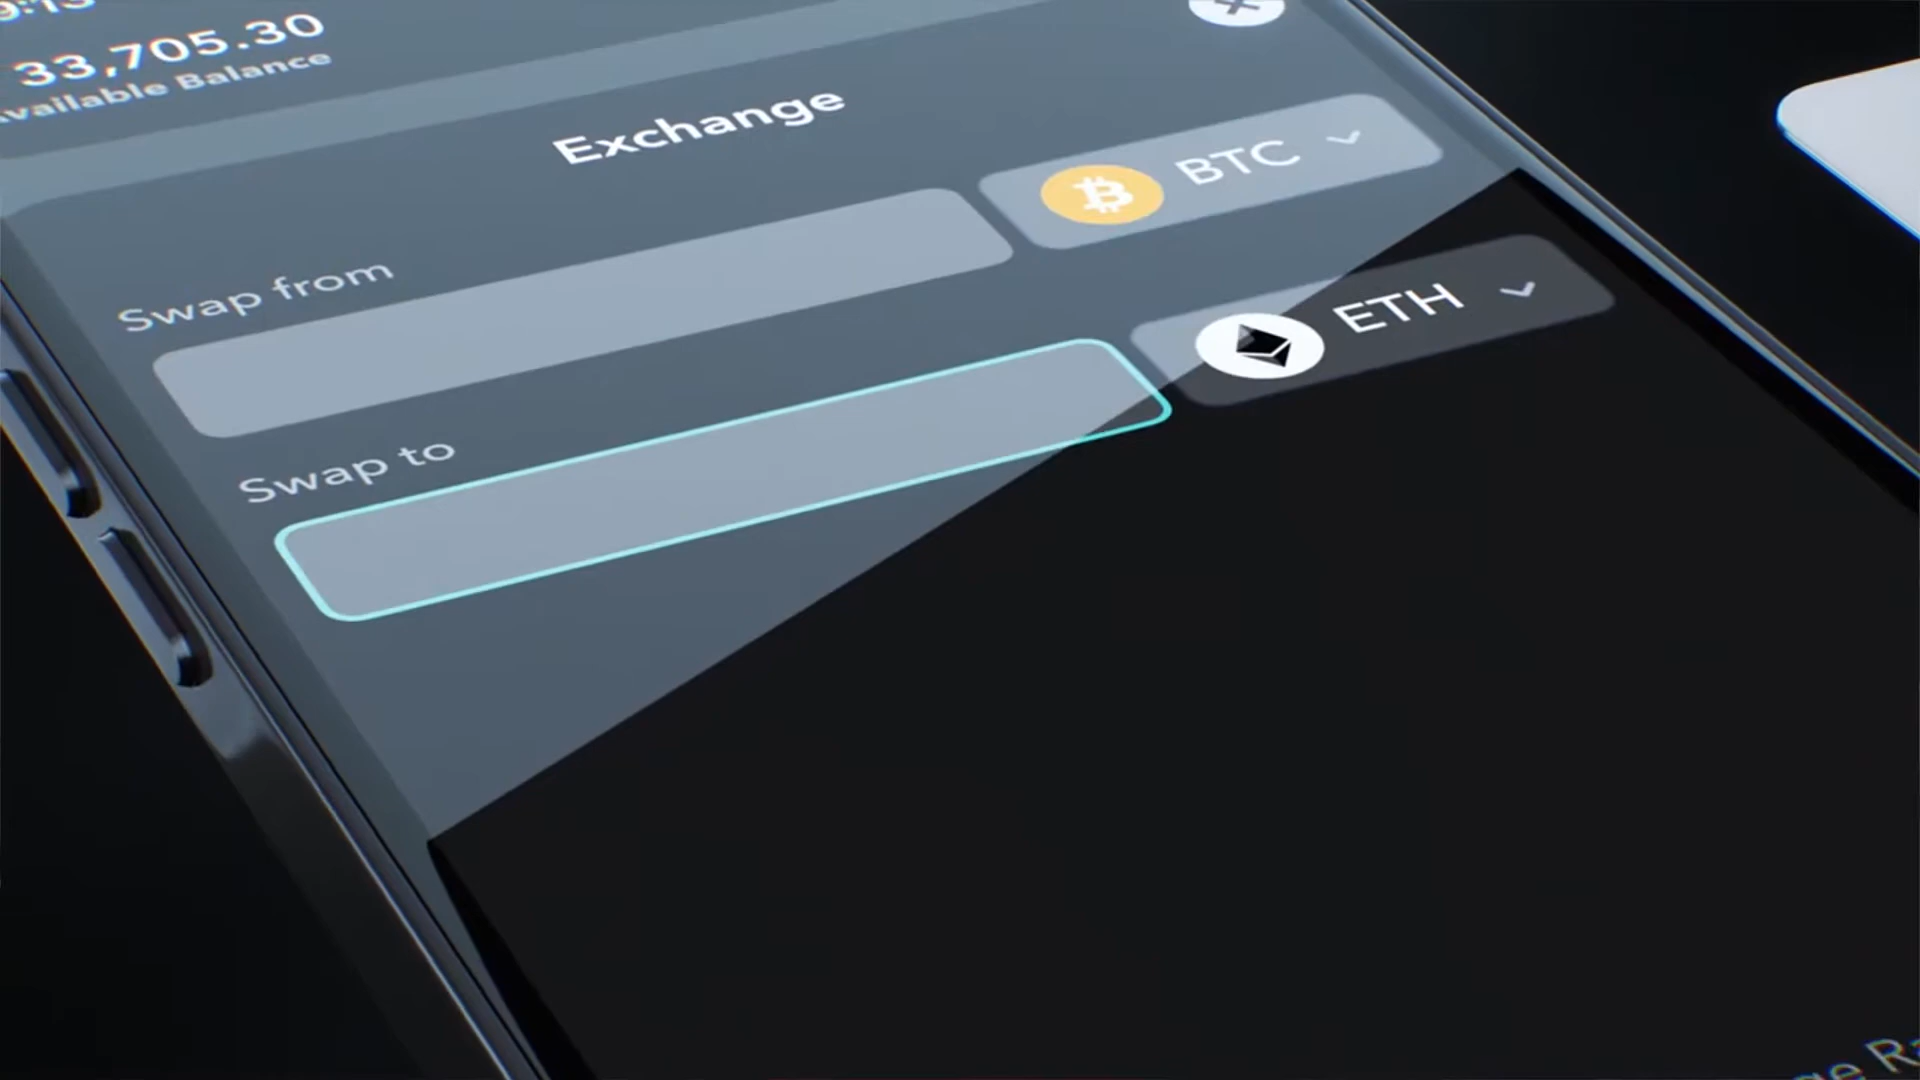 33,705.30
Available Balance
Exchange
BTC
Swap from
ETH
Swap to